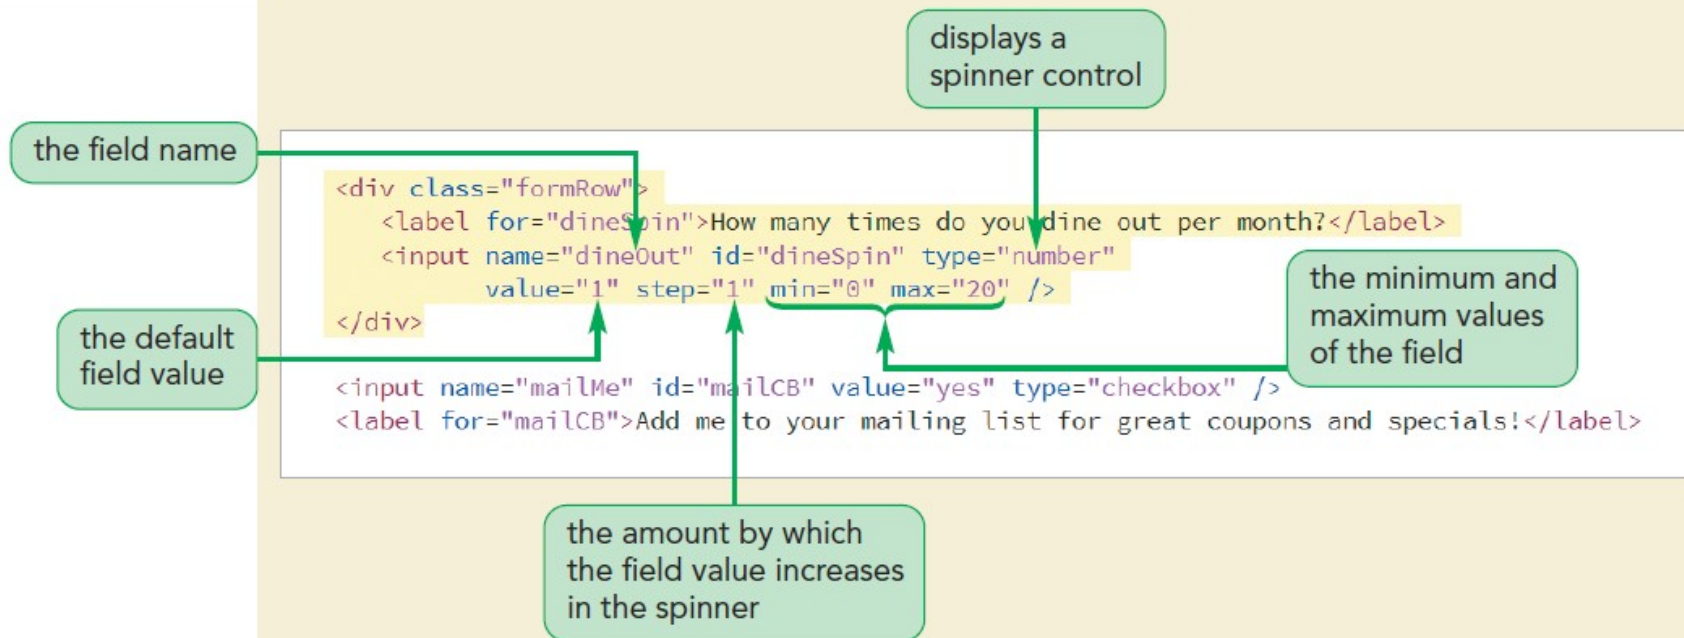 displays a
spinner control
the field name
<div class="formRow">
<label for="dineSpin">How many times do you dine out per month?</label>
<input name="dineOut" id="dineSpin" type="number"
value="1" step="1" min="0" max="20" />
</div>
the minimum and
maximum values
of the field
the default
field value
<input name="mailMe" id="mailCB" value="yes" type="checkbox" />
<label for="mailCB">Add me to your mailing list for great coupons and specials!</label>
the amount by which
the field value increases
in the spinner